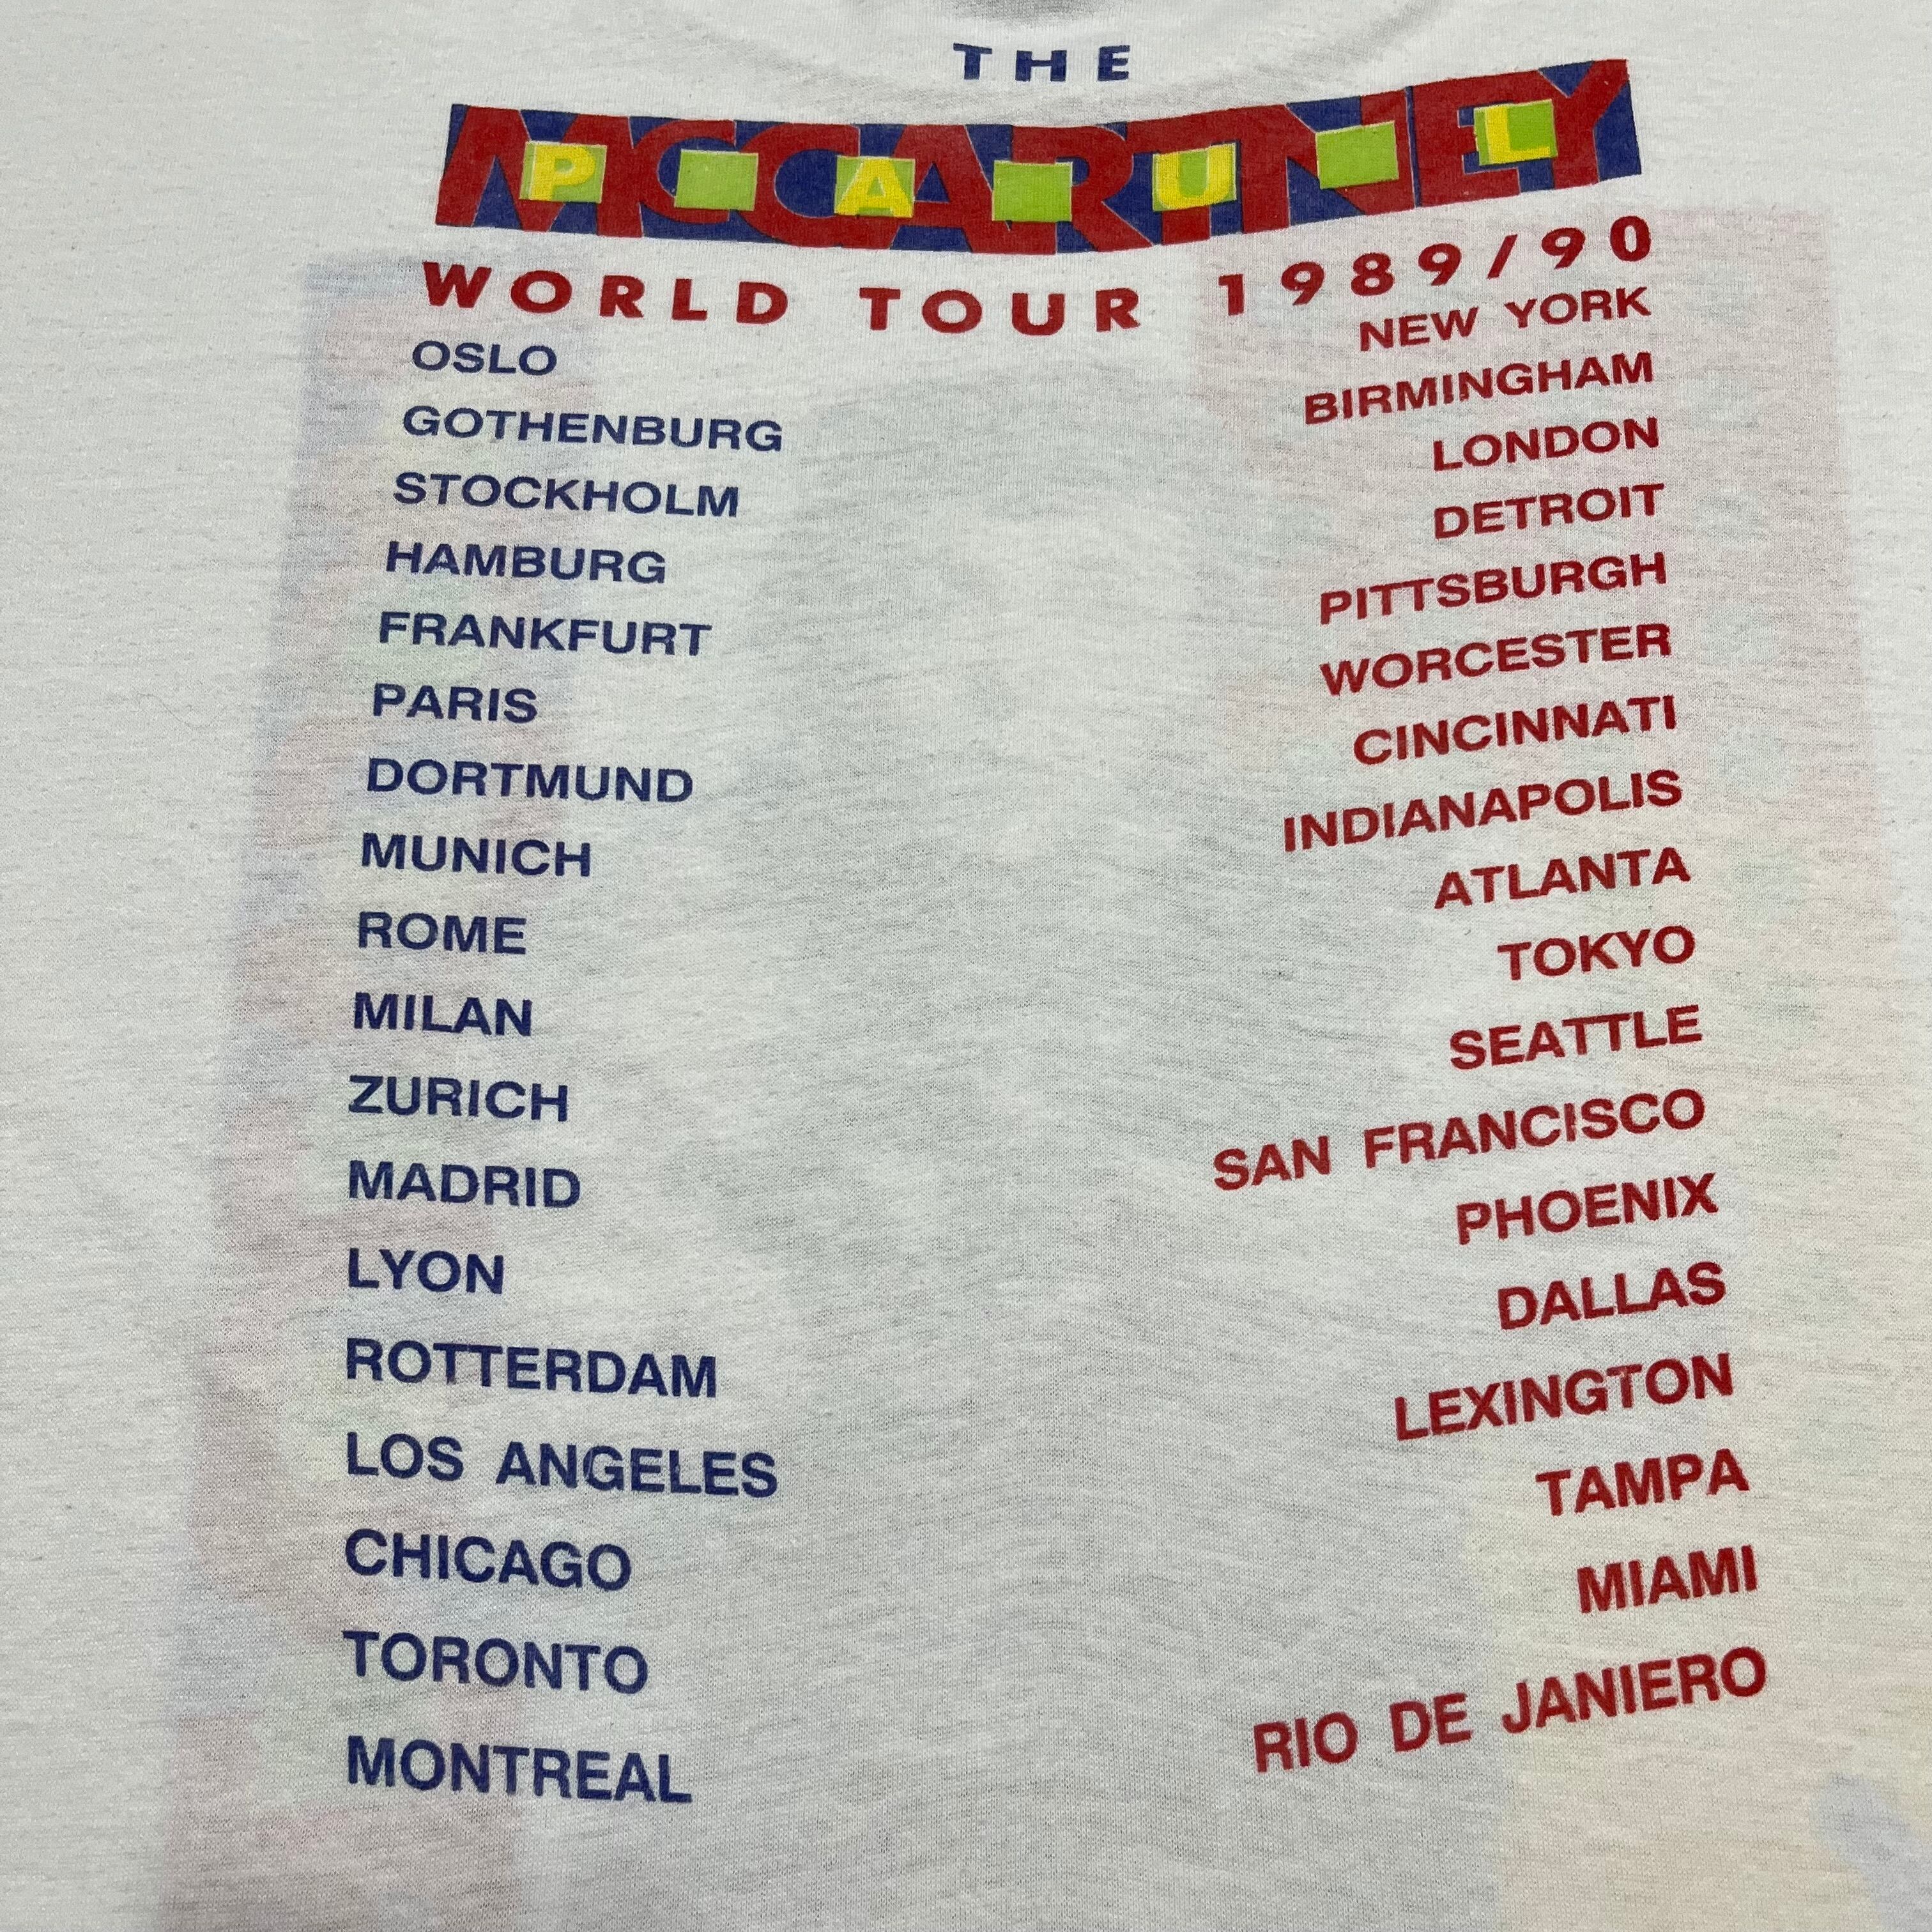 THE
MCCARTNEY
PAUL
WORLD TOUR 1989/90
OSLO
GOTHENBURG
STOCKHOLM
HAMBURG
FRANKFURT
PARIS
DORTMUND
MUNICH
ROME
MILAN
ZURICH
MADRID
LYON
ROTTERDAM
LOS ANGELES
CHICAGO
TORONTO
MONTREAL
NEW YORK
BIRMINGHAM
LONDON
DETROIT
PITTSBURGH
WORCESTER
CINCINNATI
INDIANAPOLIS
ATLANTA
TOKYO
SEATTLE
SAN FRANCISCO
PHOENIX
DALLAS
LEXINGTON
TAMPA
MIAMI
RIO DE JANIERO